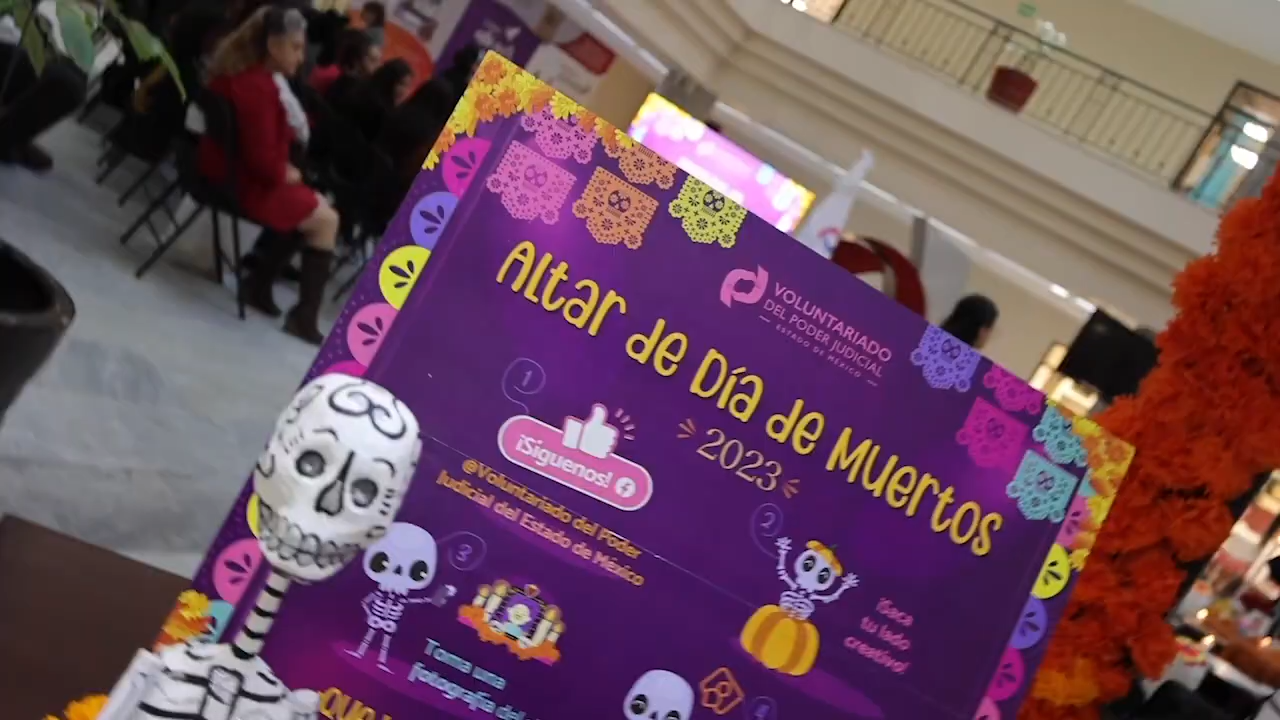 VOLUNTARIADO
DEL PODER JUDICIAL
— ESTADO DE MÉXICO —
Altar de Día de Muertos
2023
1
¡Síguenos!
@Voluntariado del Poder
Judicial del Estado de México
2
¡Saca
tu lado
creativo!
3
Toma una
fotografía del
4